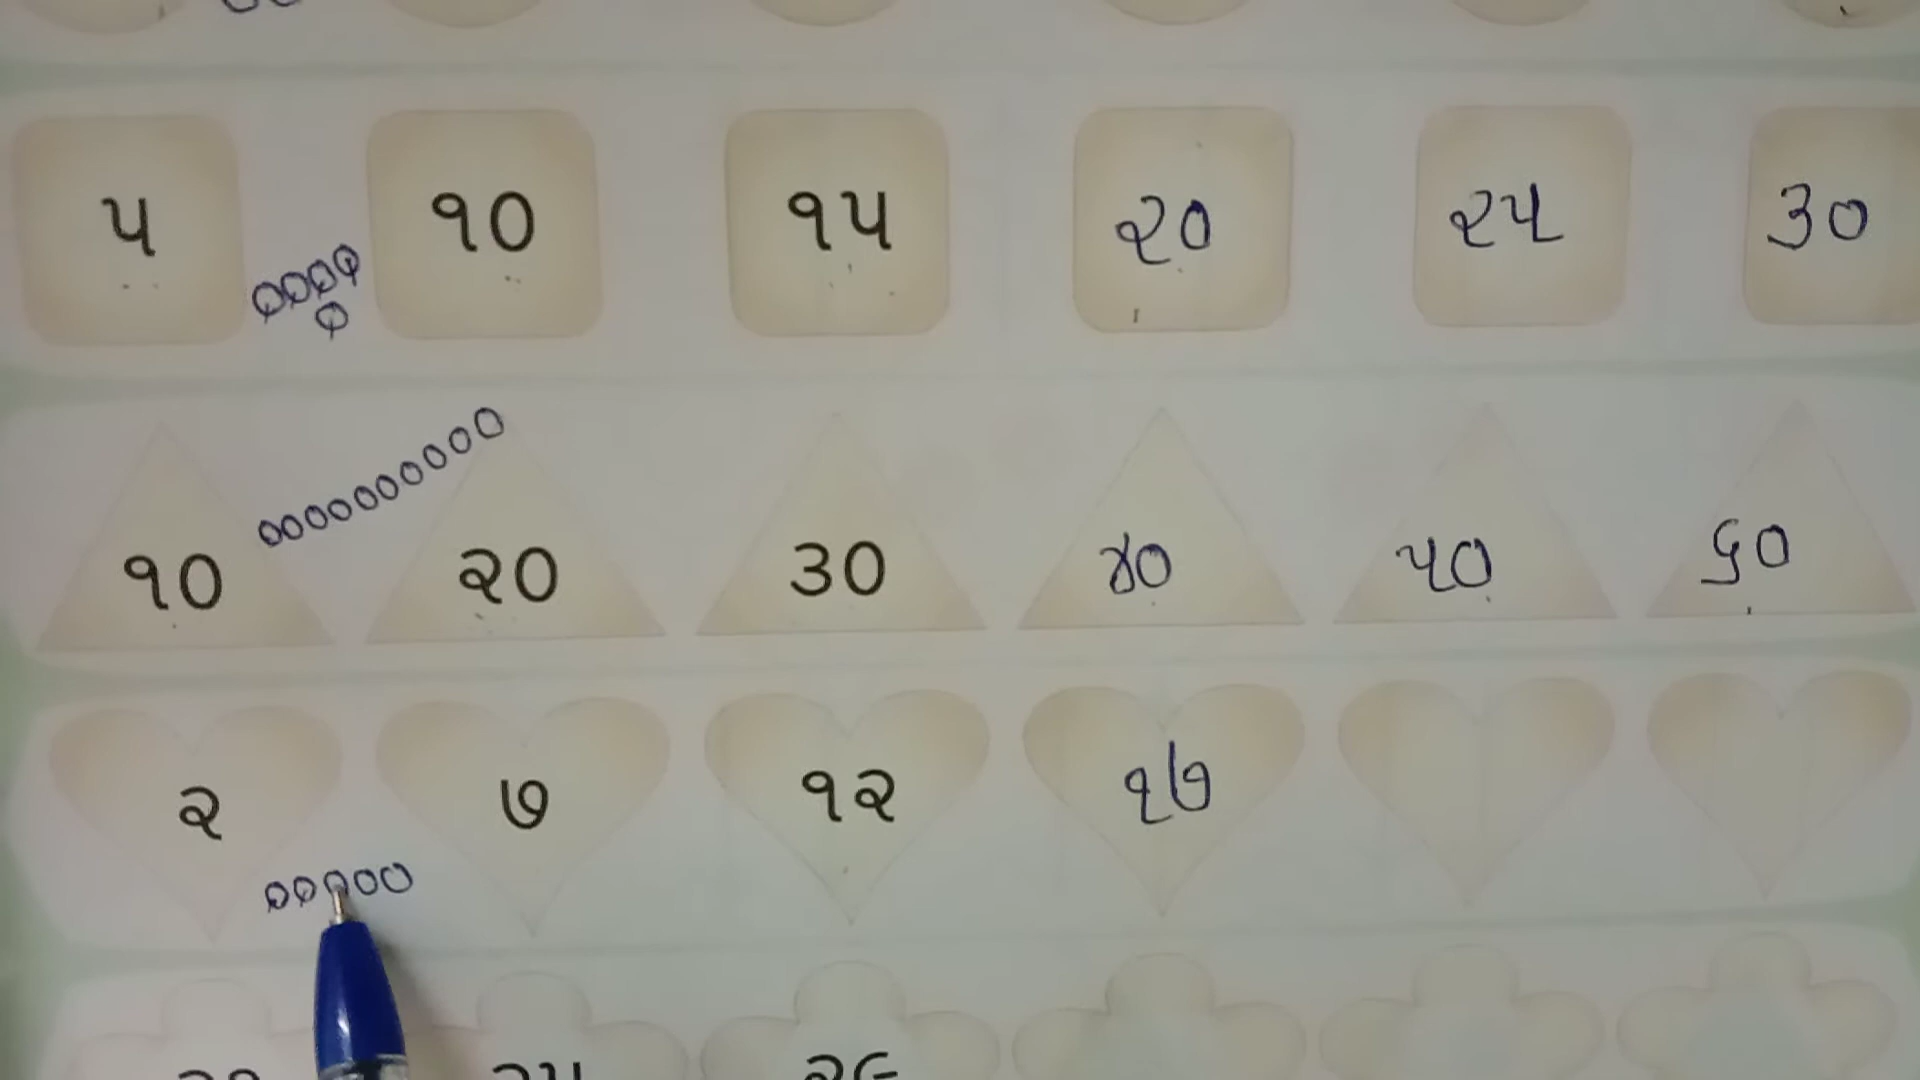 ૫ ૧૦ ૧૫ ૨૦ ૨૫ ૩૦
૧૦ ૨૦ ૩૦ ૪૦ ૫૦ ૬૦
૨ ૭ ૧૨ ૧૭